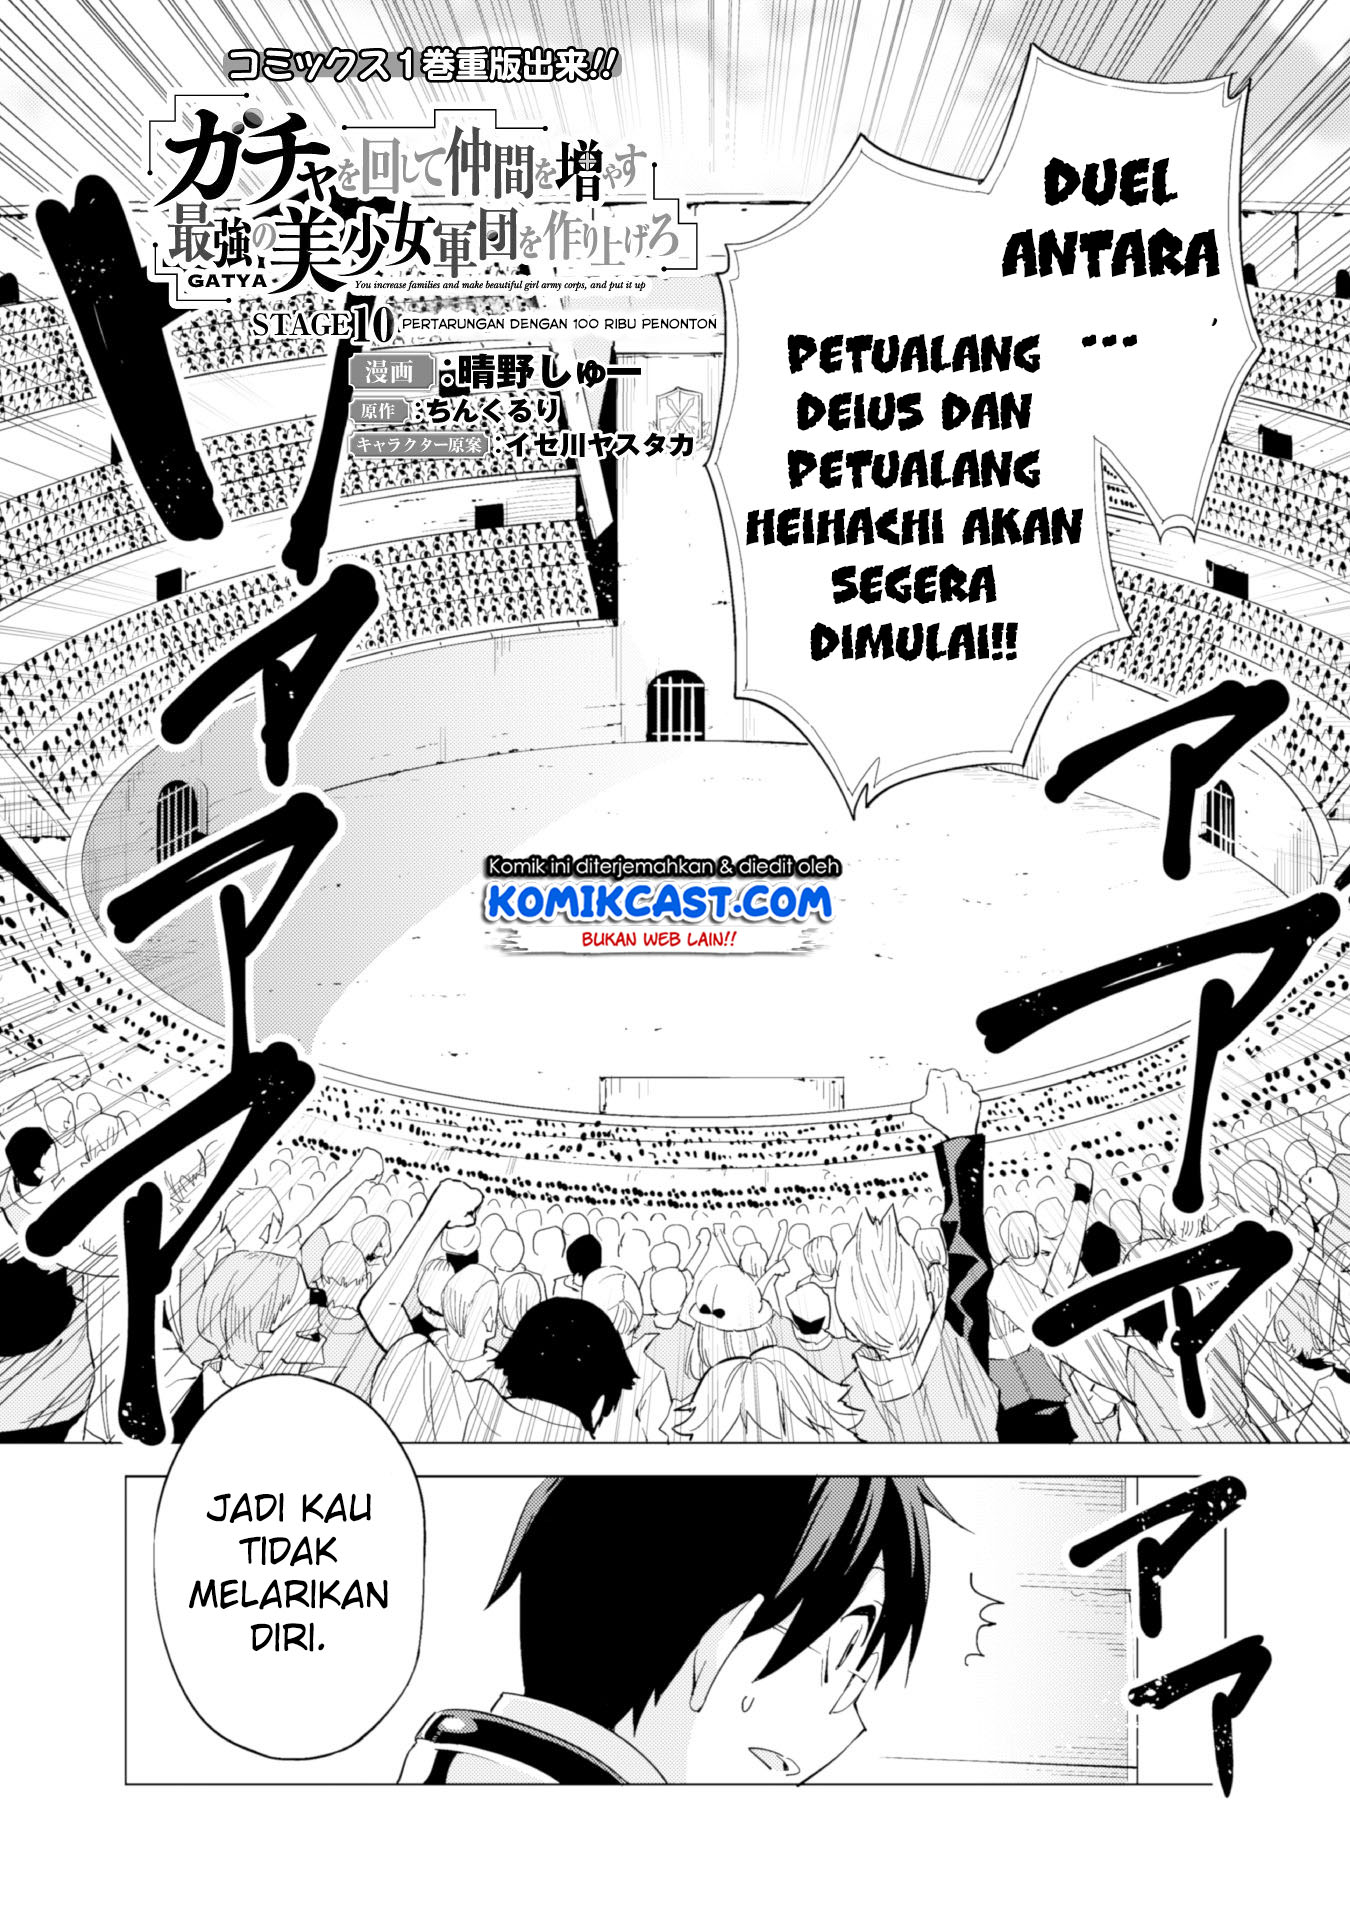 コミックス1巻重版出来!!
ガチャを回して仲間を増やす
最強の美少女軍団を作り上げろ
GATYA
You increase families and make beautiful girl army corps, and put it up
STAGE10 PERTARUNGAN DENGAN 100 RIBU PENONTON
漫画:晴野しゅー
原作:ちんくるり
キャラクター原案:イセ川ヤスタカ
DUEL
ANTARA
...
PETUALANG
DEIUS DAN
PETUALANG
HEIHACHI AKAN
SEGERA
DIMULAI!!
ワ
ア
ア
ア
ア
ア
ア
Komik ini diterjemahkan & diedit oleh
KOMIKCAST.COM
BUKAN WEB LAIN!!
JADI KAU
TIDAK
MELARIKAN
DIRI.
ア
ア